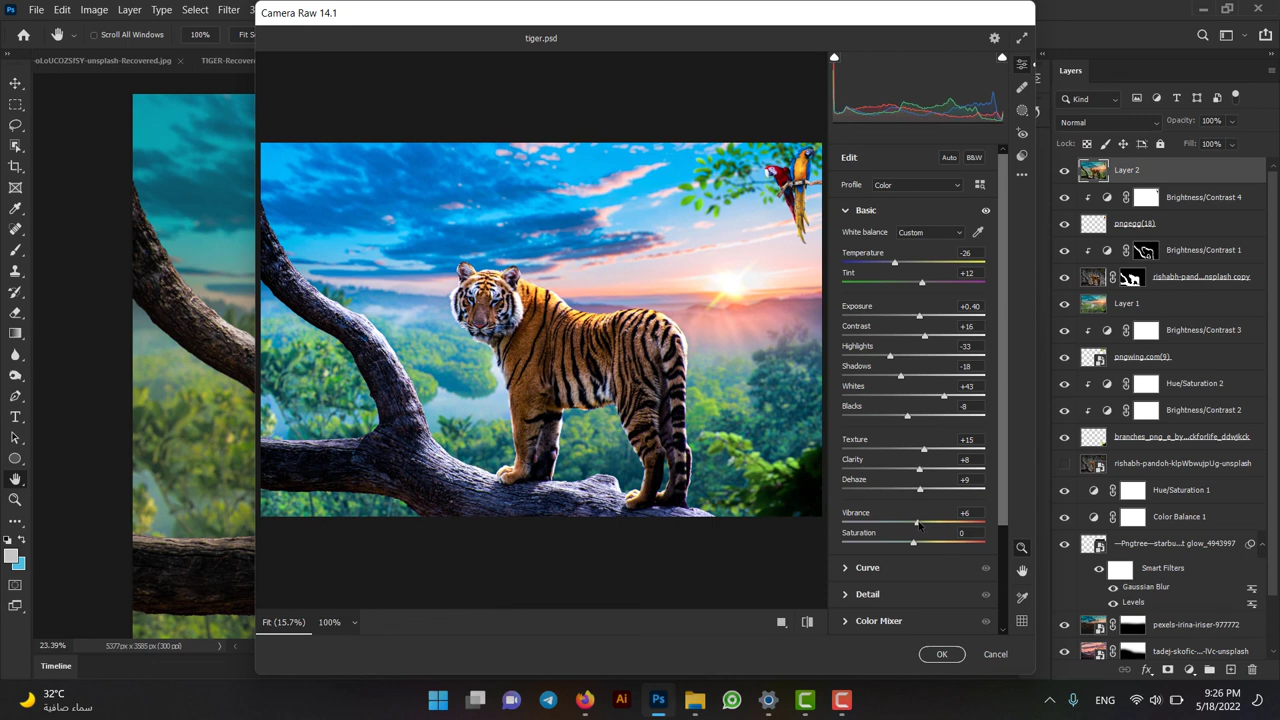 Camera Raw 14.1
File
Edit
Image
Layer
Type
Select
Filter
tiger.psd
Scroll All Windows
100%
Fit S
-oLoUCOZSfSY-unsplash-Recovered.jpg
TIGER-Recove
Edit
Auto
B&W
Profile
Color
Basic
White balance
Custom
Temperature
-26
Tint
+12
Exposure
+0.40
Contrast
+16
Highlights
-33
Shadows
-18
Whites
+43
Blacks
-8
Texture
+15
Clarity
+8
Dehaze
+9
Vibrance
+6
Saturation
0
Curve
Detail
Color Mixer
Fit (15.7%)
100%
OK
Cancel
Layers
Kind
Normal
Opacity: 100%
Lock:
Fill: 100%
Layer 2
Brightness/Contrast 4
pngegg(18)
Brightness/Contrast 1
rishabh-pand...nsplash copy
Layer 1
Brightness/Contrast 3
pngwing.com(9)
Hue/Saturation 2
Brightness/Contrast 2
branches_png_e_by...ckforlife_ddwjkck
rishabh-pandoh-klpWbwujpUg-unsplash
Hue/Saturation 1
Color Balance 1
—Pngtree—starbu...t glow_4943997
Smart Filters
Gaussian Blur
Levels
pexels-irina-iriser-977772
tadej-skofic-...-IVc-unsplash
23.39%
5377px x 3585 px (300 ppi)
Timeline
32°C
سماء صافية
ENG
9:26 PM
5/18/2022